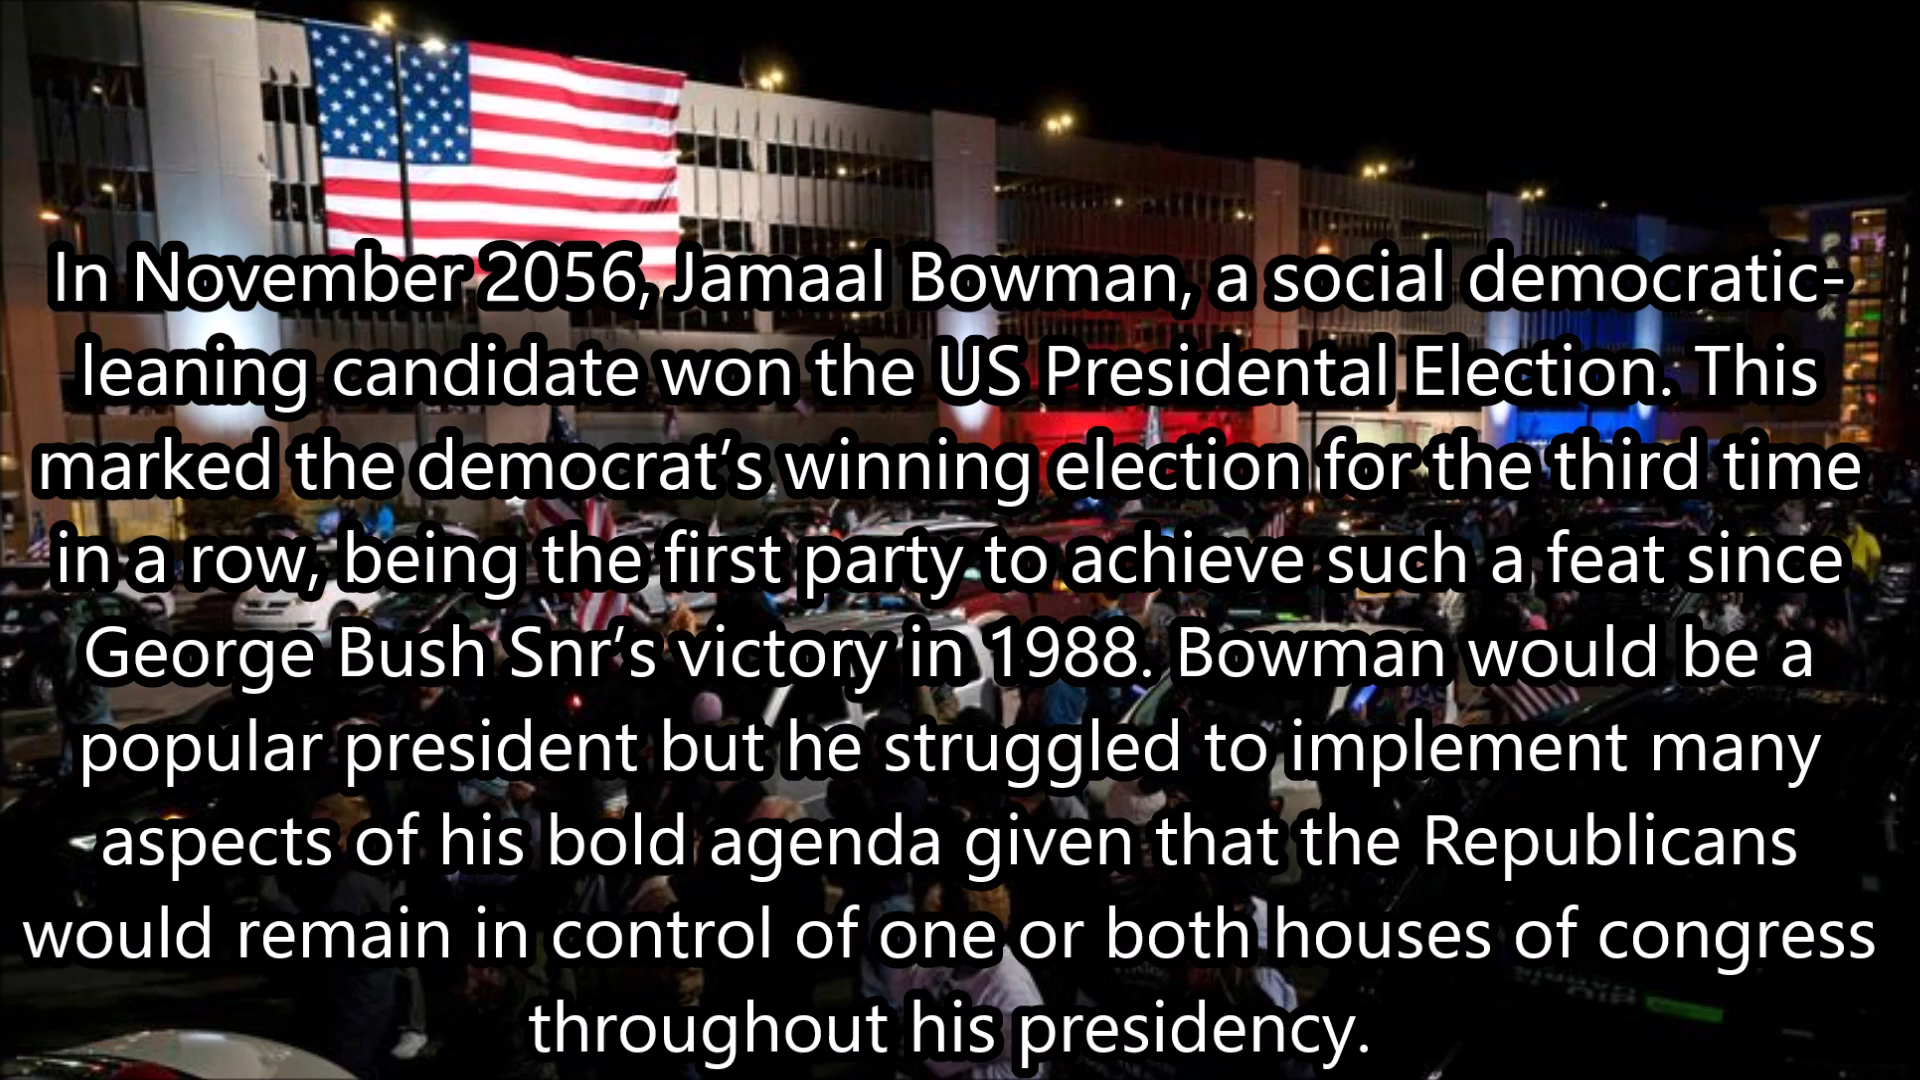 In November 2056, Jamaal Bowman, a social democratic-
leaning candidate won the US Presidental Election. This
marked the democrat’s winning election for the third time
in a row, being the first party to achieve such a feat since
George Bush Snr’s victory in 1988. Bowman would be a
popular president but he struggled to implement many
aspects of his bold agenda given that the Republicans
would remain in control of one or both houses of congress
throughout his presidency.